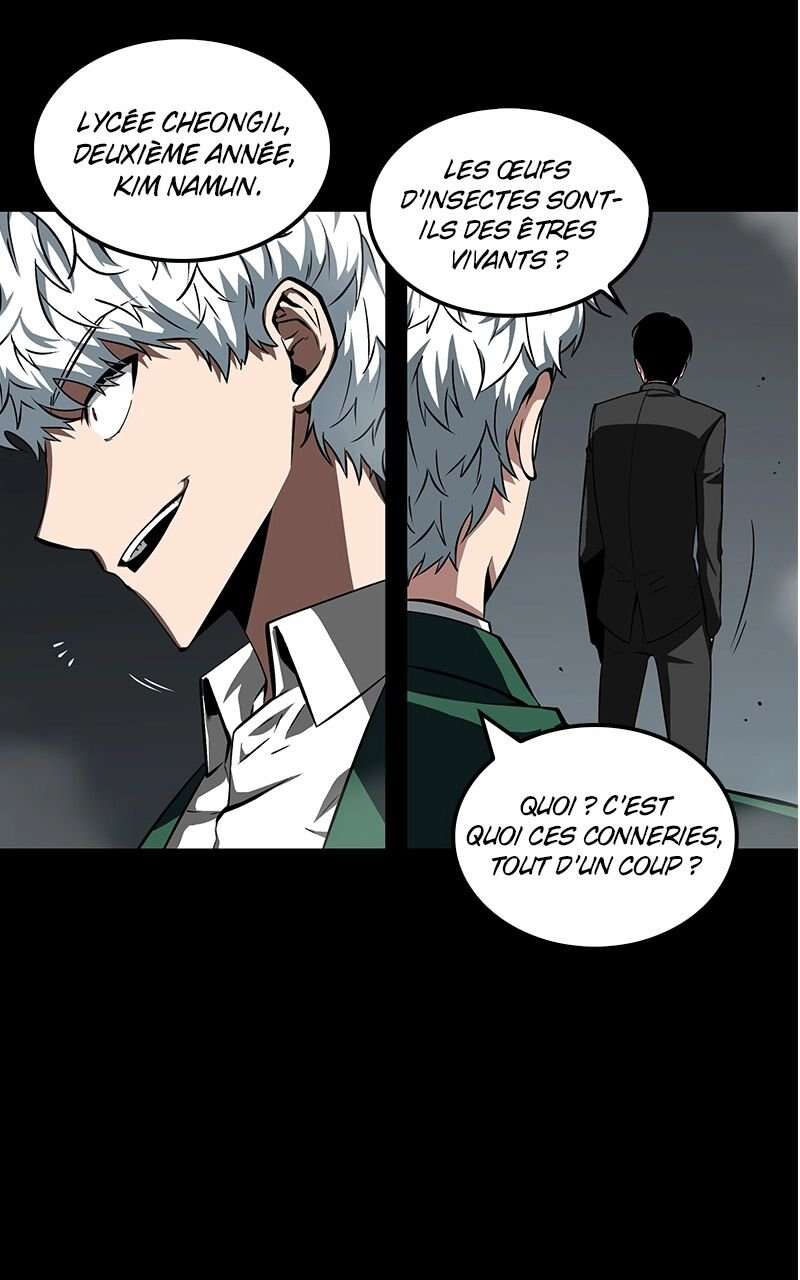 LYCÉE CHEONGIL,
DEUXIÈME ANNÉE,
KIM NAMUN.
LES ŒUFS
D'INSECTES SONT-
ILS DES ÊTRES
VIVANTS ?
QUOI ? C'EST
QUOI CES CONNERIES,
TOUT D'UN COUP ?